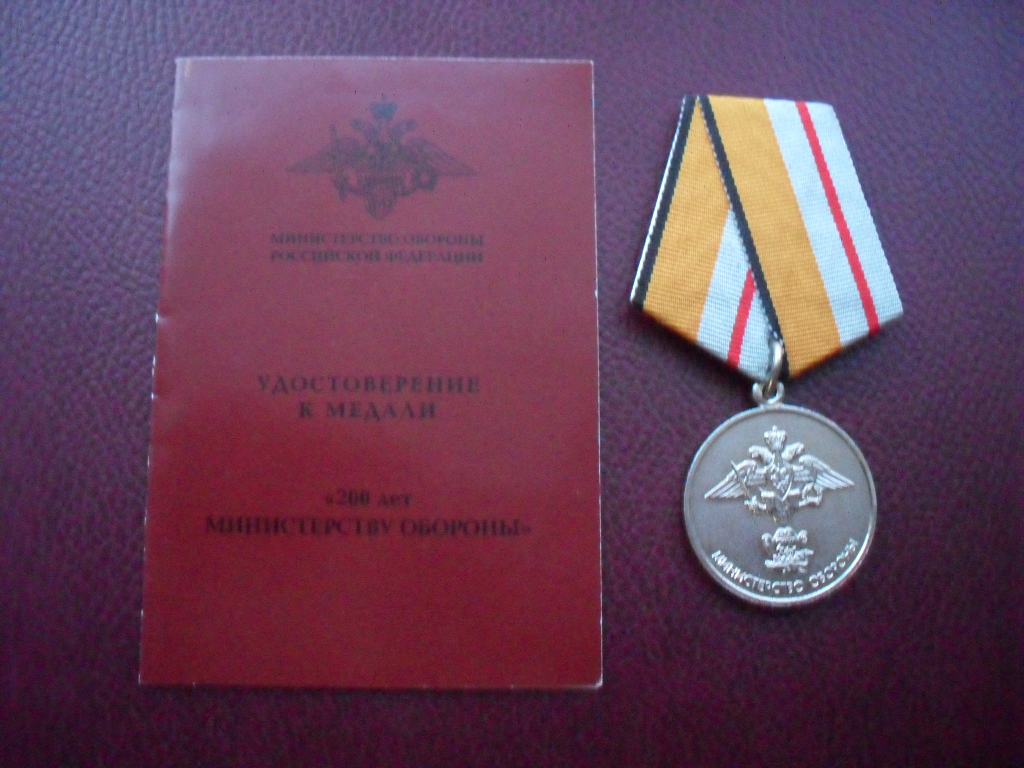 МИНИСТЕРСТВО ОБОРОНЫ
РОССИЙСКОЙ ФЕДЕРАЦИИ
УДОСТОВЕРЕНИЕ
К МЕДАЛИ
«200 лет
МИНИСТЕРСТВУ ОБОРОНЫ»
МИНИСТЕРСТВО ОБОРОНЫ